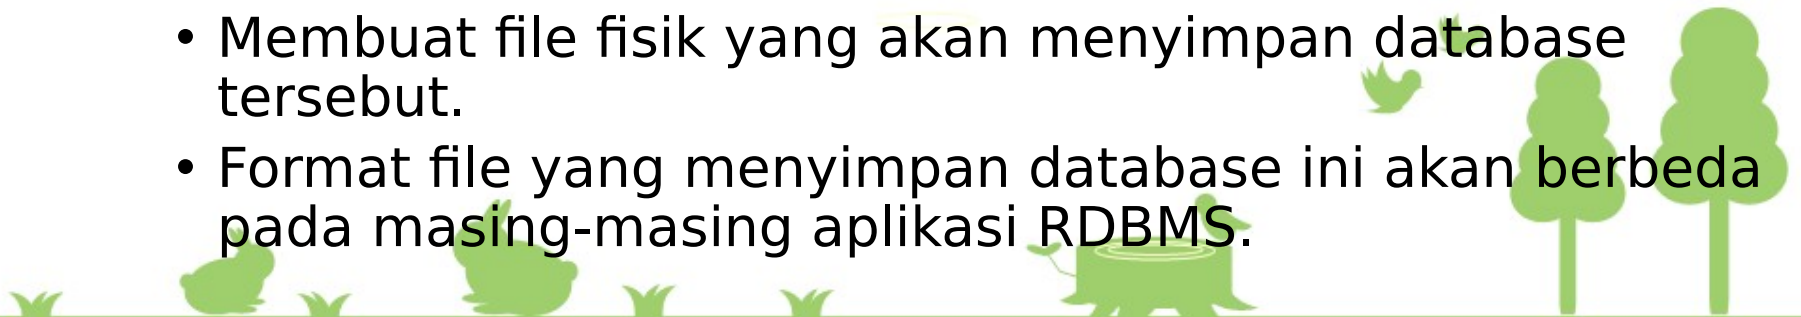 • Membuat file fisik yang akan menyimpan database
tersebut.
• Format file yang menyimpan database ini akan berbeda
pada masing-masing aplikasi RDBMS.